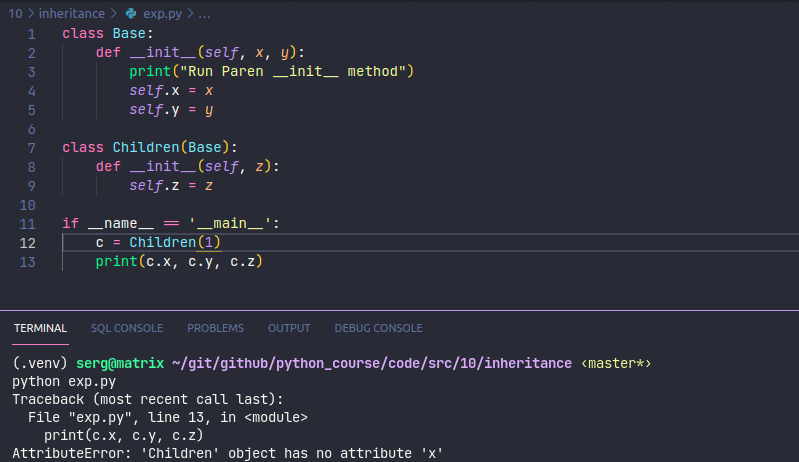 10 > inheritance > exp.py > ...
1 class Base:
2     def __init__(self, x, y):
3         print("Run Paren __init__ method")
4         self.x = x
5         self.y = y
6
7 class Children(Base):
8     def __init__(self, z):
9         self.z = z
10
11 if __name__ == '__main__':
12     c = Children(1)
13     print(c.x, c.y, c.z)
TERMINAL SQL CONSOLE PROBLEMS OUTPUT DEBUG CONSOLE
(.venv) serg@matrix ~/git/github/python_course/code/src/10/inheritance ‹master*›
python exp.py
Traceback (most recent call last):
  File "exp.py", line 13, in <module>
    print(c.x, c.y, c.z)
AttributeError: 'Children' object has no attribute 'x'